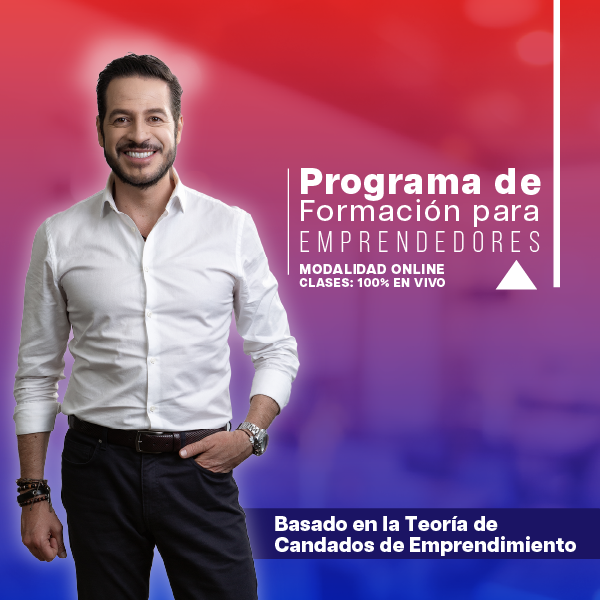 Programa de
Formación para
EMPRENDEDORES
MODALIDAD ONLINE
CLASES: 100% EN VIVO
Basado en la Teoría de
Candados de Emprendimiento